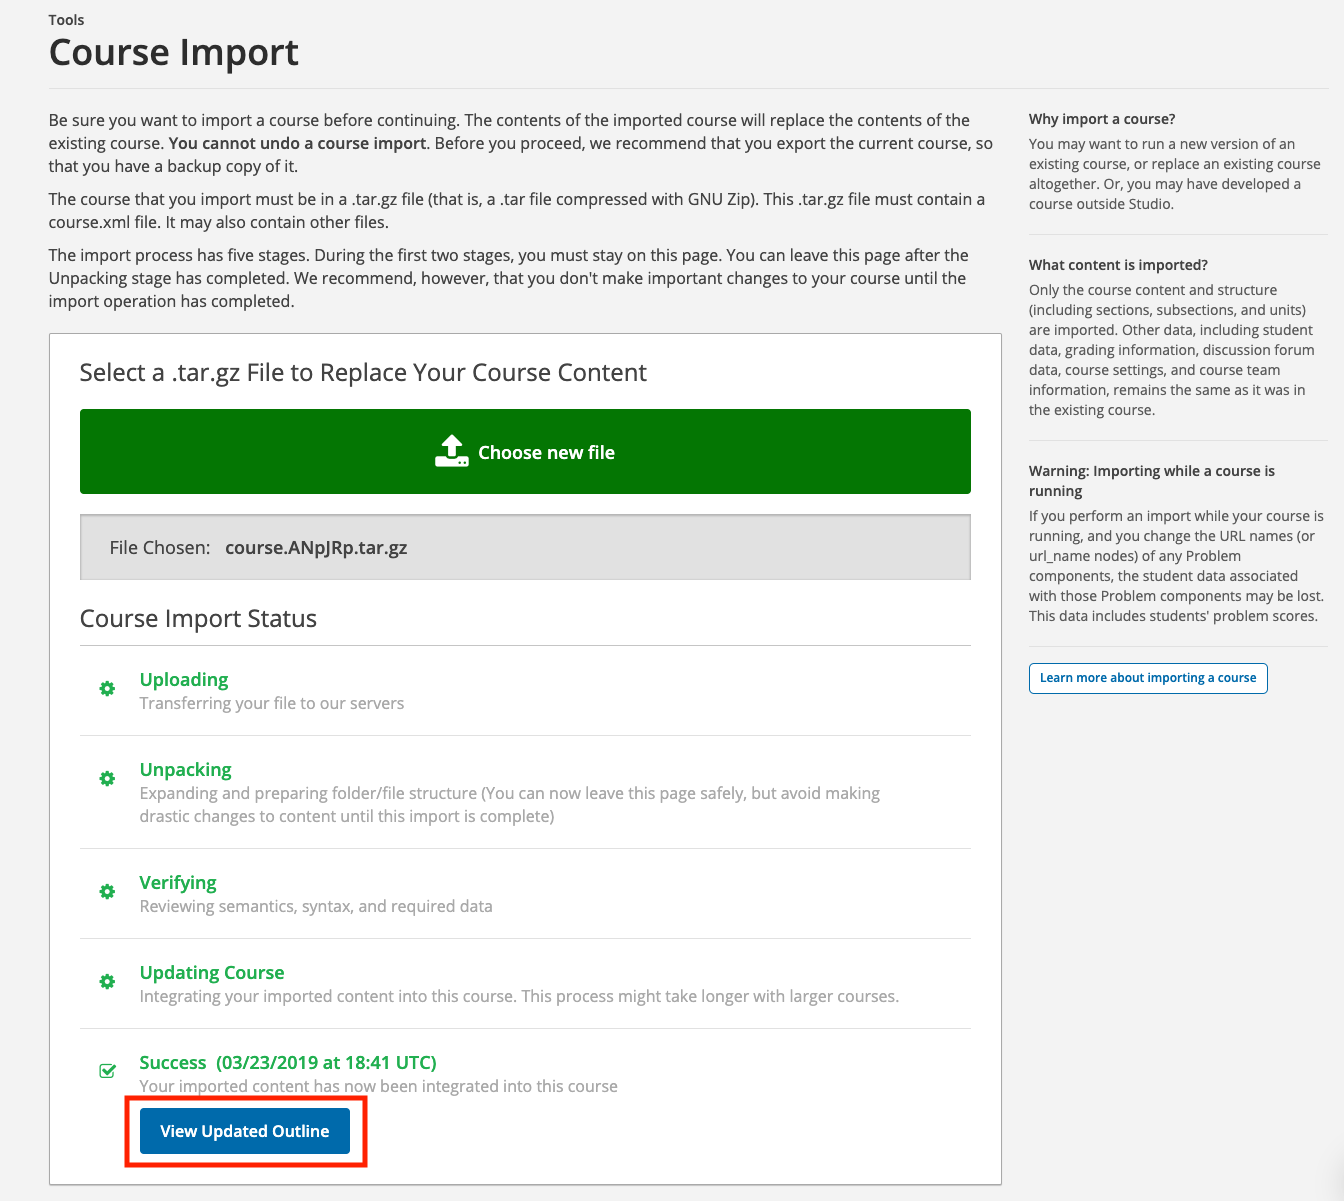 Tools
Course Import
Be sure you want to import a course before continuing. The contents of the imported course will replace the contents of the
existing course. You cannot undo a course import. Before you proceed, we recommend that you export the current course, so
that you have a backup copy of it.
The course that you import must be in a .tar.gz file (that is, a .tar file compressed with GNU Zip). This .tar.gz file must contain a
course.xml file. It may also contain other files.
The import process has five stages. During the first two stages, you must stay on this page. You can leave this page after the
Unpacking stage has completed. We recommend, however, that you don't make important changes to your course until the
import operation has completed.
Select a .tar.gz File to Replace Your Course Content
Choose new file
File Chosen: course.ANpJRp.tar.gz
Course Import Status
Uploading
Transferring your file to our servers
Unpacking
Expanding and preparing folder/file structure (You can now leave this page safely, but avoid making
drastic changes to content until this import is complete)
Verifying
Reviewing semantics, syntax, and required data
Updating Course
Integrating your imported content into this course. This process might take longer with larger courses.
Success (03/23/2019 at 18:41 UTC)
Your imported content has now been integrated into this course
View Updated Outline
Why import a course?
You may want to run a new version of an
existing course, or replace an existing course
altogether. Or, you may have developed a
course outside Studio.
What content is imported?
Only the course content and structure
(including sections, subsections, and units)
are imported. Other data, including student
data, grading information, discussion forum
data, course settings, and course team
information, remains the same as it was in
the existing course.
Warning: Importing while a course is
running
If you perform an import while your course is
running, and you change the URL names (or
url_name nodes) of any Problem
components, the student data associated
with those Problem components may be lost.
This data includes students' problem scores.
Learn more about importing a course